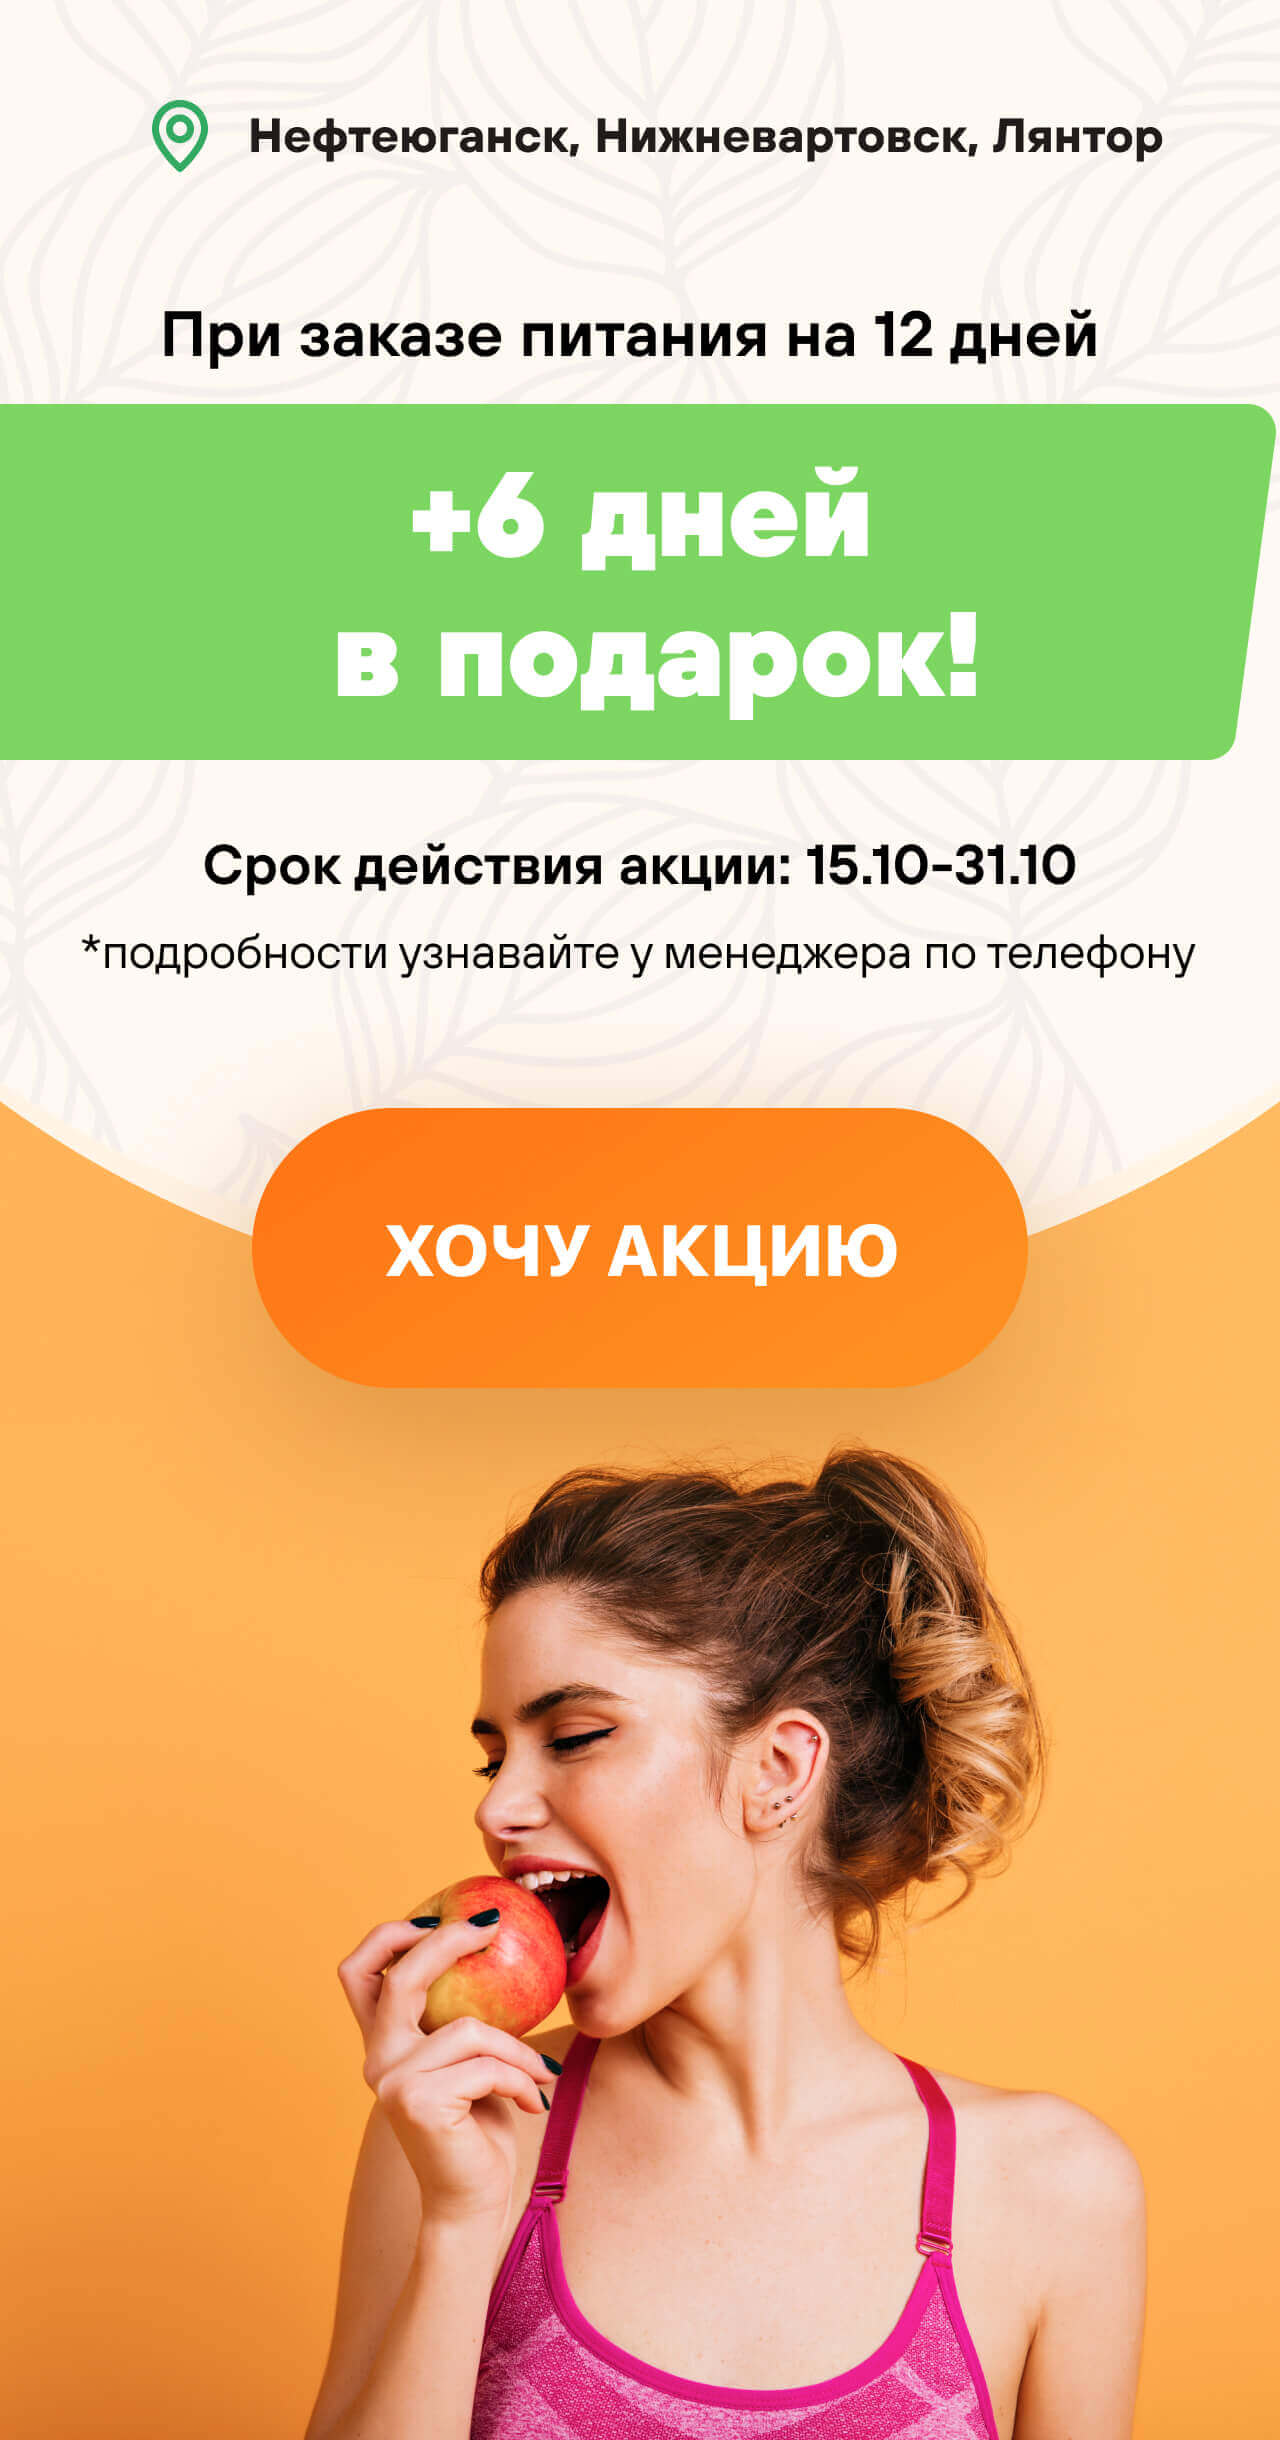 Нефтеюганск, Нижневартовск, Лянтор
При заказе питания на 12 дней
+6 дней
в подарок!
Срок действия акции: 15.10-31.10
*подробности узнавайте у менеджера по телефону
ХОЧУ АКЦИЮ